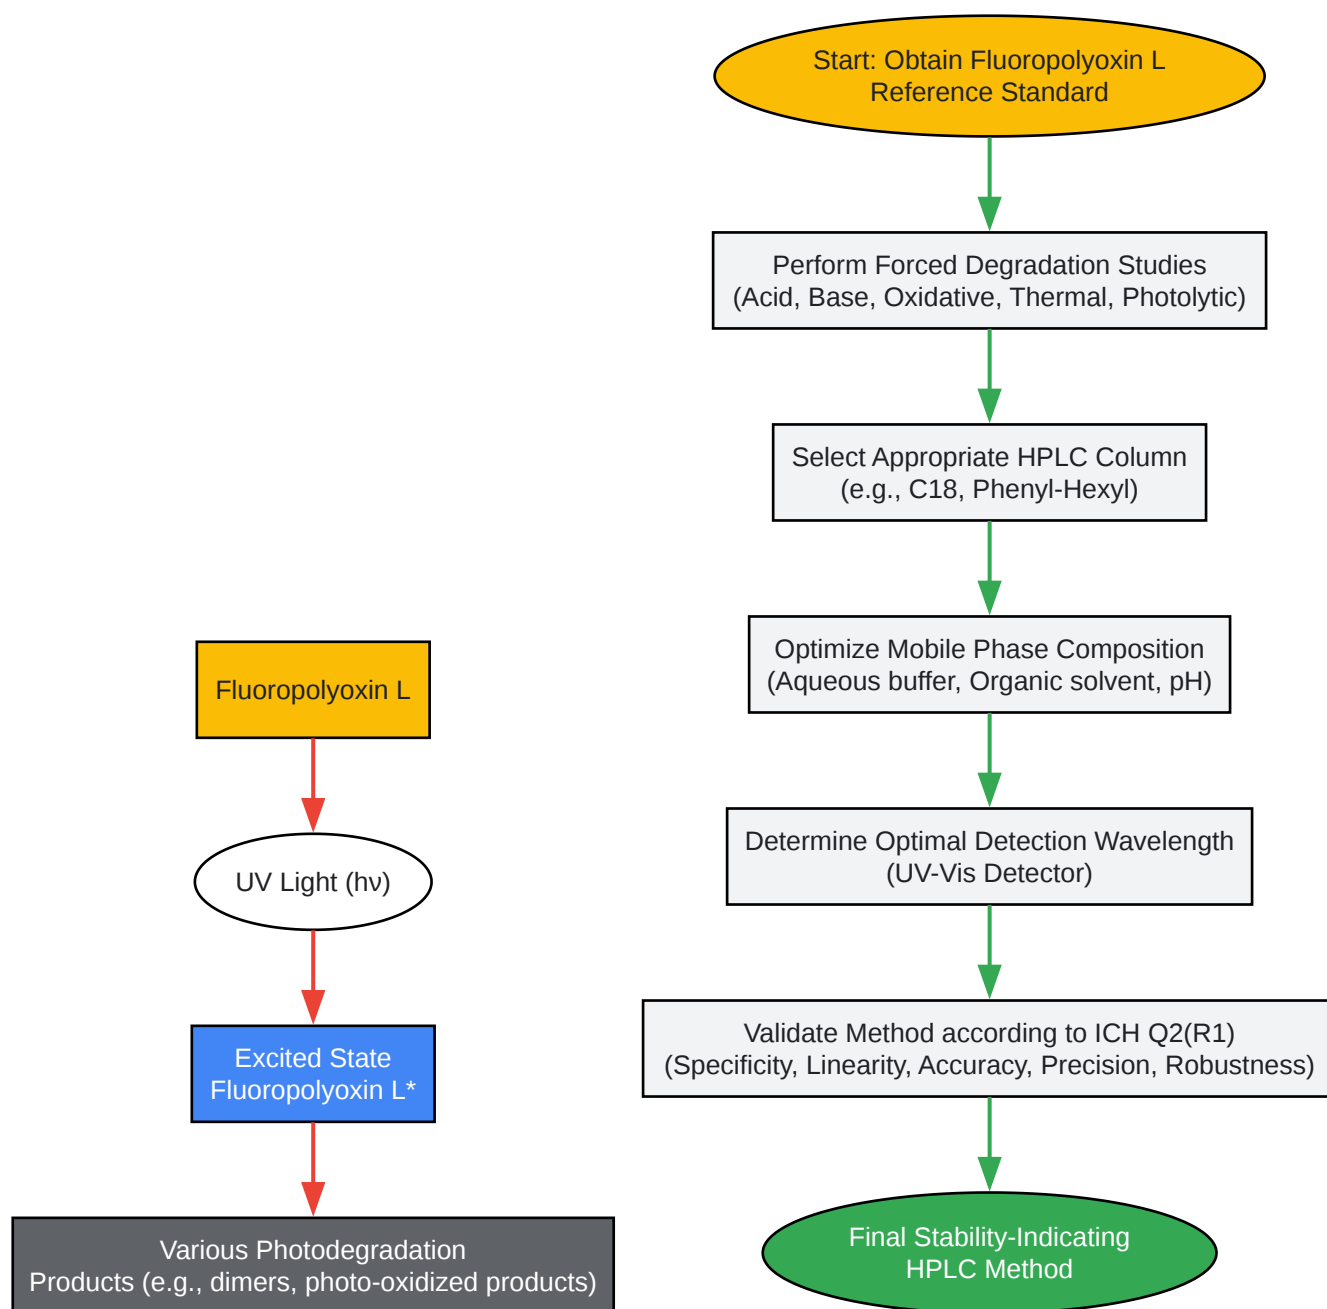 Start: Obtain Fluoropolyoxin L
Reference Standard
Perform Forced Degradation Studies
(Acid, Base, Oxidative, Thermal, Photolytic)
Select Appropriate HPLC Column
(e.g., C18, Phenyl-Hexyl)
Optimize Mobile Phase Composition
(Aqueous buffer, Organic solvent, pH)
Determine Optimal Detection Wavelength
(UV-Vis Detector)
Validate Method according to ICH Q2(R1)
(Specificity, Linearity, Accuracy, Precision, Robustness)
Final Stability-Indicating
HPLC Method
Fluoropolyoxin L
UV Light (hν)
Excited State
Fluoropolyoxin L*
Various Photodegradation
Products (e.g., dimers, photo-oxidized products)